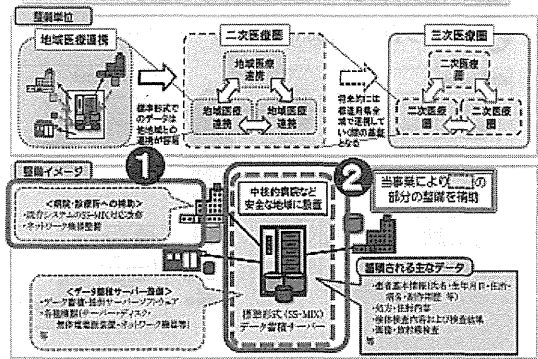 整備単位
地域医療連携
標準形式で
のデータは
他地域との
連携が容易
二次医療圏
地域医療
連携
地域医療
連携
地域医療
連携
将来的には
都道府県全
域で連携して
いく際の基盤
となる
三次医療圏
二次医療
圏
二次医療
圏
二次医療
圏
整備イメージ
1
<病院・診療所への補助>
・既存システムのSS-MIX対応改修
・ネットワーク機器整備
2
中核的病院など
安全な地域に設置
当事業により の
部分の整備を補助
<データ蓄積サーバー整備>
・データ蓄積・抽出サーバーソフトウェア
・各種機器(サーバー・ディスク・
無停電電源装置・ネットワーク機器等)
等
標準形式(SS-MIX)
データ蓄積サーバー
蓄積される主なデータ
・患者基本情報(氏名・生年月日・住所・
病名・副作用歴 等)
・処方・注射内容
・検体検査内容および検査結果
・画像・放射線検査
等